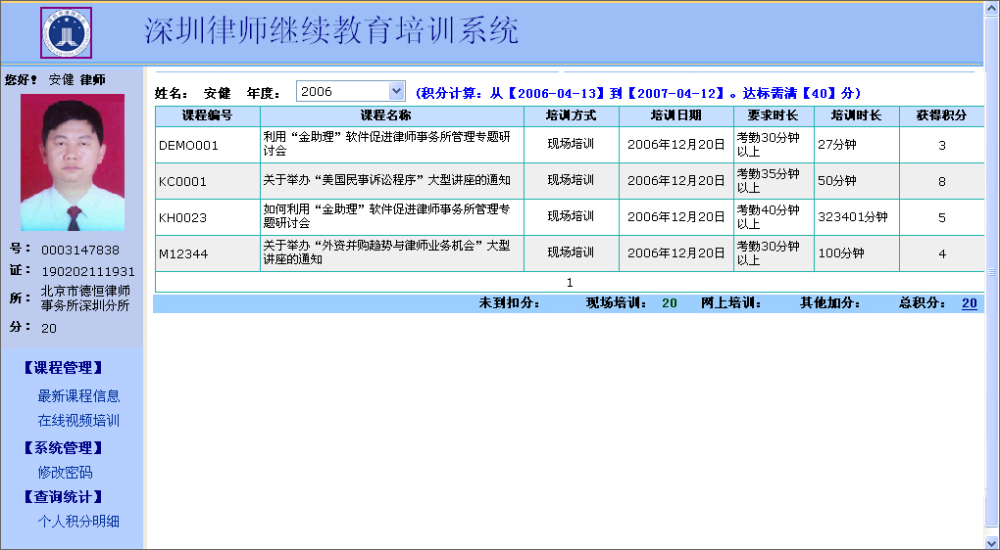 深圳律师继续教育培训系统
您好! 安健 律师
号: 0003147838
证: 190202111931
所: 北京市德恒律师
事务所深圳分所
分: 20
【课程管理】
最新课程信息
在线视频培训
【系统管理】
修改密码
【查询统计】
个人积分明细
姓名: 安健 年度: 2006 (积分计算: 从【2006-04-13】到【2007-04-12】。达标需满【40】分)
课程编号 课程名称 培训方式 培训日期 要求时长 培训时长 获得积分
DEMO001 利用“金助理”软件促进律师事务所管理专题研 现场培训 2006年12月20日 考勤30分钟 27分钟 3
讨会 以上
KC0001 关于举办“美国民事诉讼程序”大型讲座的通知 现场培训 2006年12月20日 考勤35分钟 50分钟 8
以上
KH0023 如何利用“金助理”软件促进律师事务所管理专 现场培训 2006年12月20日 考勤40分钟 323401分钟 5
题研讨会 以上
M12344 关于举办“外资并购趋势与律师业务机会”大型 现场培训 2006年12月20日 考勤30分钟 100分钟 4
讲座的通知 以上
1
未到扣分: 现场培训: 20 网上培训: 其他加分: 总积分: 20